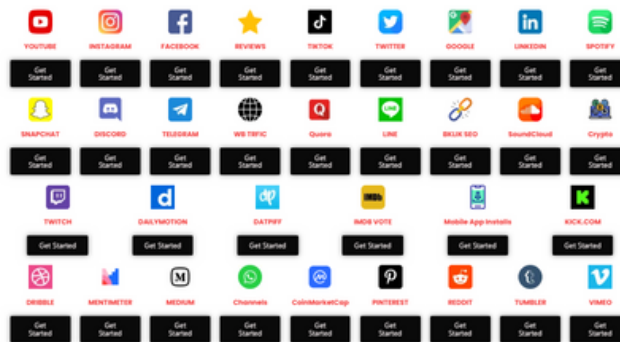 YOUTUBE INSTAGRAM FACEBOOK REVIEWS TIKTOK TWITTER GOOGLE LINKEDIN SPOTIFY
Get Get Get Get Get Get Get Get Get
Started Started Started Started Started Started Started Started Started
SNAPCHAT DISCORD TELEGRAM WB TRFIC Quora LINE BKLIK SEO SoundCloud Crypto
LINE
Get Get Get Get Get Get Get Get Get
Started Started Started Started Started Started Started Started Started
IMDb
TWITCH DAILYMOTION DATPIFF IMDB VOTE Mobile App Installs KICK.COM
Get Started Get Started Get Started Get Started Get Started Get Started
DRIBBLE MENTIMETER MEDIUM Channels CoinMarketCap PINTEREST REDDIT TUMBLER VIMEO
Get Get Get Get Get Get Get Get Get
Started Started Started Started Started Started Started Started Started